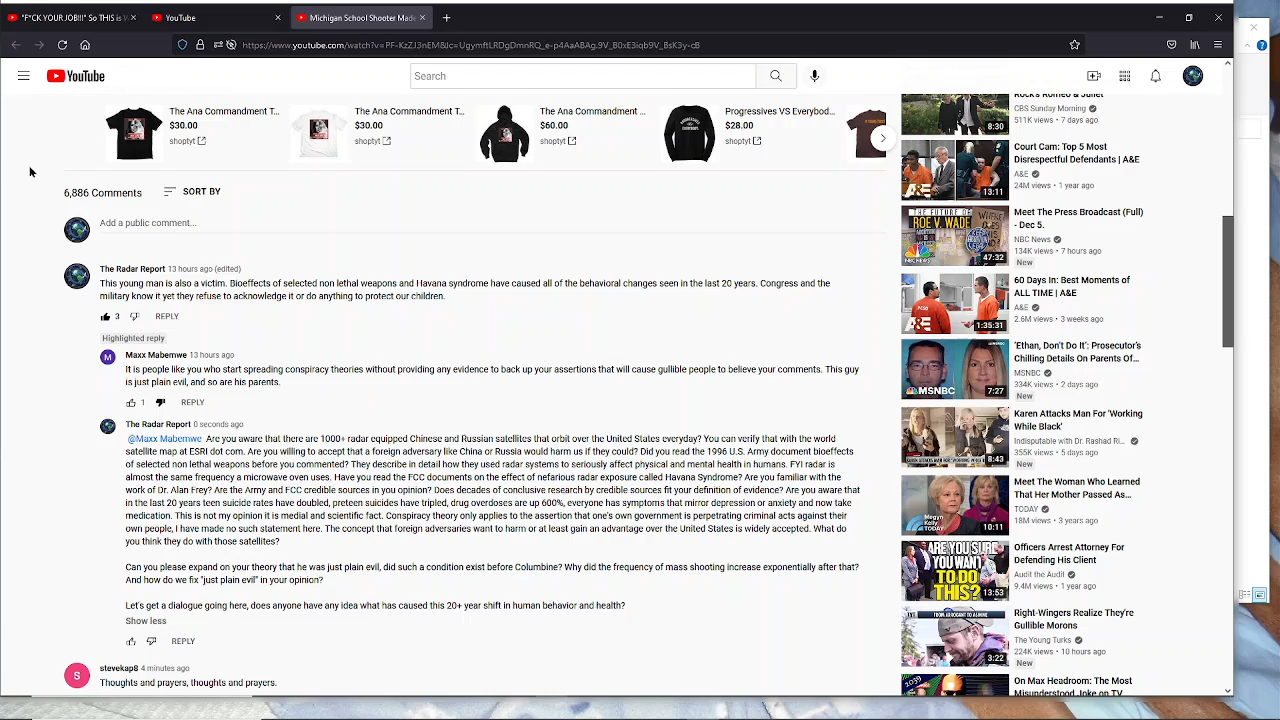 "F*CK YOUR JOB!!!" SO THIS is W
YouTube
Michigan School Shooter Made
https://www.youtube.com/watch?v=PF-KzZJ3nEM&lc=UgymftLRDgDmnRQ_e-p4AaABAg.9V_B0xE3iqb9V_BsK3y-cB
YouTube
Search
The Ana Commandment T...
$30.00
shoptyt
The Ana Commandment T...
$30.00
shoptyt
The Ana Commandment ...
$60.00
shoptyt
Progressives VS Everybod...
$28.00
shoptyt
6,886 Comments
SORT BY
Add a public comment...
The Radar Report 13 hours ago (edited)
This young man is also a victim. Bioeffects of selected non lethal weapons and Havana syndrome have caused all of the behavioral changes seen in the last 20 years. Congress and the
military know it yet they refuse to acknowledge it or do anything to protect our children.
3
REPLY
Highlighted reply
M
Maxx Mabemwe 13 hours ago
It is people like you who start spreading conspiracy theories without providing any evidence to back up your assertions that will cause gullible people to believe your comments. This guy
is just plain evil, and so are his parents.
1
REPLY
The Radar Report 0 seconds ago
@Maxx Mabemwe Are you aware that there are 1000+ radar equipped Chinese and Russian satellites that orbit over the United States everyday? You can verify that with the world
satellite map at ESRI dot com. Are you willing to accept that a foreign adversary like China or Russia would harm us if they could? Did you read the 1996 U.S. Army document bioeffects
of selected non lethal weapons before you commented? They describe in detail how they used radar systems to seriously affect physical and mental health in humans. FYI radar is
almost the same frequency a microwave oven uses. Have you read the FCC documents on the effect of nefarious radar exposure called Havana Syndrome? Are you familiar with the
work of Dr. Alan Frey? Are the Army and FCC credible sources in you opinion? Does decades of conclusive research by credible sources fit your definition of evidence? Are you aware that
in the last 20 years teen suicide rates have doubled, preteen suicides have tripled, drug overdoses are up 600%, everyone has symptoms that mirror depression or anxiety and now take
medication. This is not my opinion it is medial and scientific fact. Conspiracy theory only applies to the assertion that one's own government is perpetrating criminal acts against their
own people, I have made no such statement here. The concept that foreign adversaries want to harm or at least gain an advantage over the United States is widely accepted. What do
you think they do with those satellites?
Can you please expand on your theory that he was just plain evil, did such a condition exist before Columbine? Why did the frequency of mass shooting increase exponentially after that?
And how do we fix "just plain evil" in your opinion?
Let's get a dialogue going here, does anyone have any idea what has caused this 20+ year shift in human behavior and health?
Show less
REPLY
S
stevekap8 4 minutes ago
Thoughts and prayers, thoughts and prayers.
Rock's Romeo & Juliet
CBS Sunday Morning
511K views • 7 days ago
8:30
Court Cam: Top 5 Most
Disrespectful Defendants | A&E
A&E
24M views • 1 year ago
A&E
13:11
Meet The Press Broadcast (Full)
- Dec 5.
NBC News
134K views • 7 hours ago
New
THE FUTURE OF
ROE V. WADE
NBC NEWS
47:32
60 Days In: Best Moments of
ALL TIME | A&E
A&E
2.6M views • 3 weeks ago
A&E
1:35:31
'Ethan, Don't Do It': Prosecutor's
Chilling Details On Parents Of...
MSNBC
334K views • 2 days ago
New
MSNBC
7:27
Karen Attacks Man For 'Working
While Black'
Indisputable with Dr. Rashad Ri...
355K views • 5 days ago
New
8:43
Meet The Woman Who Learned
That Her Mother Passed As...
TODAY
18M views • 3 years ago
Megyn
Kelly
TODAY
10:11
Officers Arrest Attorney For
Defending His Client
Audit the Audit
9.4M views • 1 year ago
ARE YOU SURE
YOU WANT
TO DO
THIS?
13:53
Right-Wingers Realize They're
Gullible Morons
The Young Turks
224K views • 10 hours ago
New
3:22
On Max Headroom: The Most
Misunderstood Joke on TV